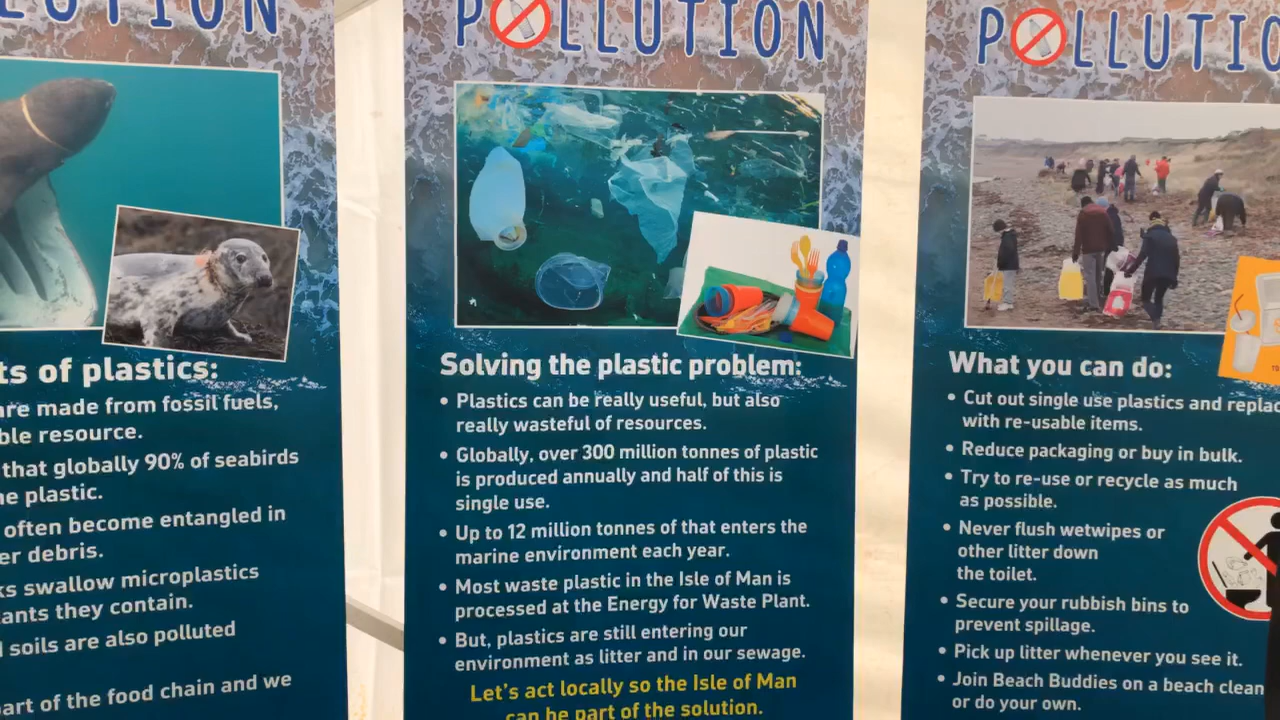 LUTION
ts of plastics:
are made from fossil fuels,
ble resource.
that globally 90% of seabirds
ne plastic.
often become entangled in
er debris.
ks swallow microplastics
ants they contain.
l soils are also polluted
art of the food chain and we
POLLUTION
Solving the plastic problem:
• Plastics can be really useful, but also
really wasteful of resources.
• Globally, over 300 million tonnes of plastic
is produced annually and half of this is
single use.
• Up to 12 million tonnes of that enters the
marine environment each year.
• Most waste plastic in the Isle of Man is
processed at the Energy for Waste Plant.
• But, plastics are still entering our
environment as litter and in our sewage.
Let's act locally so the Isle of Man
can be part of the solution.
POLLUTIO
What you can do:
• Cut out single use plastics and replac
with re-usable items.
• Reduce packaging or buy in bulk.
• Try to re-use or recycle as much
as possible.
• Never flush wetwipes or
other litter down
the toilet.
• Secure your rubbish bins to
prevent spillage.
• Pick up litter whenever you see it.
• Join Beach Buddies on a beach clean
or do your own.